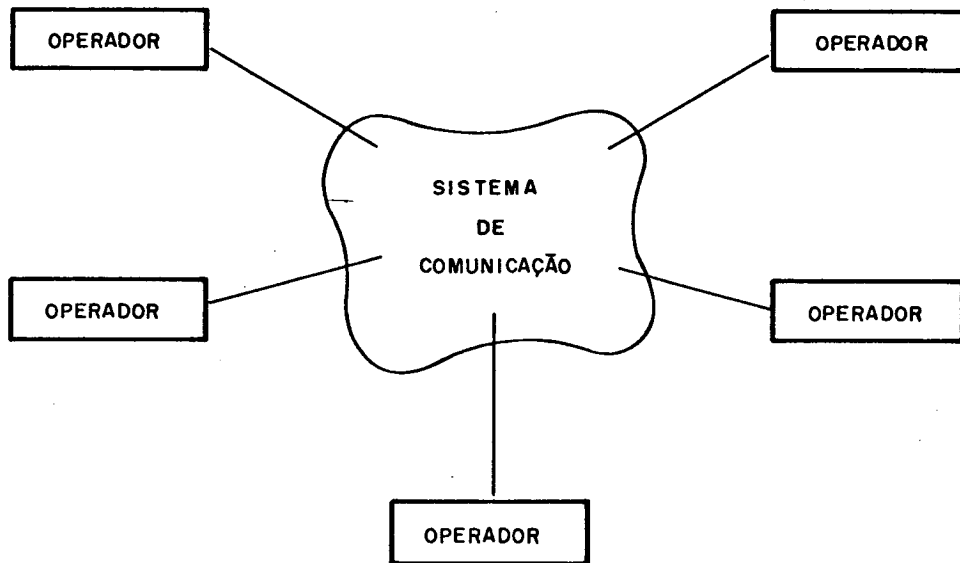 OPERADOR
OPERADOR
SISTEMA
DE
COMUNICAÇÃO
OPERADOR
OPERADOR
OPERADOR